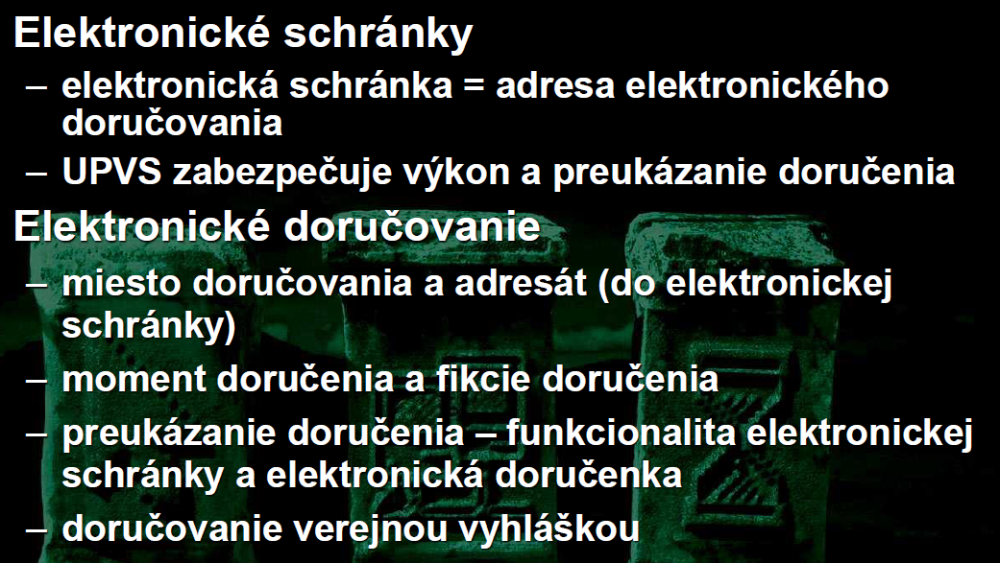 Elektronické schránky
– elektronická schránka = adresa elektronického
doručovania
– UPVS zabezpečuje výkon a preukázanie doručenia
Elektronické doručovanie
– miesto doručovania a adresát (do elektronickej
schránky)
– moment doručenia a fikcie doručenia
– preukázanie doručenia – funkcionalita elektronickej
schránky a elektronická doručenka
– doručovanie verejnou vyhláškou